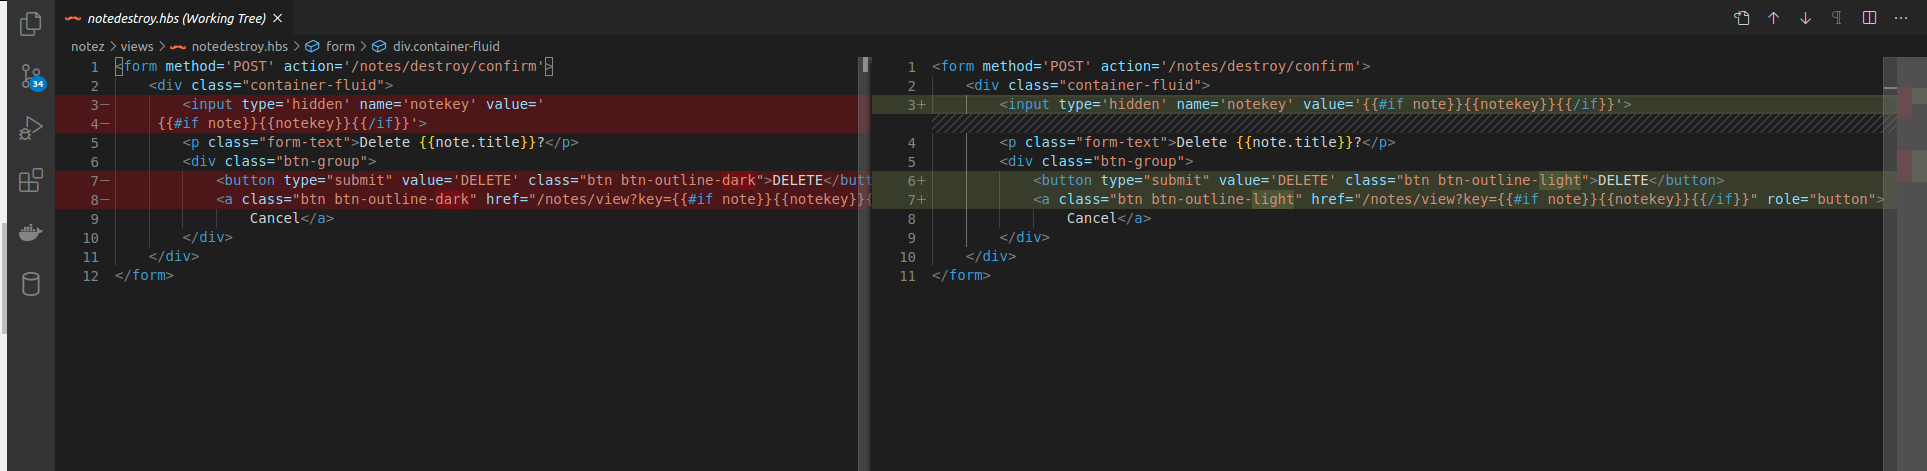 notedestroy.hbs (Working Tree)
notez > views > notedestroy.hbs > form > div.container-fluid
34
1 <form method='POST' action='/notes/destroy/confirm'>
2 <div class="container-fluid">
3- <input type='hidden' name='notekey' value='
4- {{#if note}}{{notekey}}{{/if}}'>
5 <p class="form-text">Delete {{note.title}}?</p>
6 <div class="btn-group">
7- <button type="submit" value='DELETE' class="btn btn-outline-dark">DELETE</butt
8- <a class="btn btn-outline-dark" href="/notes/view?key={{#if note}}{{notekey}}{
9 Cancel</a>
10 </div>
11 </div>
12 </form>
1 <form method='POST' action='/notes/destroy/confirm'>
2 <div class="container-fluid">
3+ <input type='hidden' name='notekey' value='{{#if note}}{{notekey}}{{/if}}'>
4 <p class="form-text">Delete {{note.title}}?</p>
5 <div class="btn-group">
6+ <button type="submit" value='DELETE' class="btn btn-outline-light">DELETE</button>
7+ <a class="btn btn-outline-light" href="/notes/view?key={{#if note}}{{notekey}}{{/if}}" role="button">
8 Cancel</a>
9 </div>
10 </div>
11 </form>